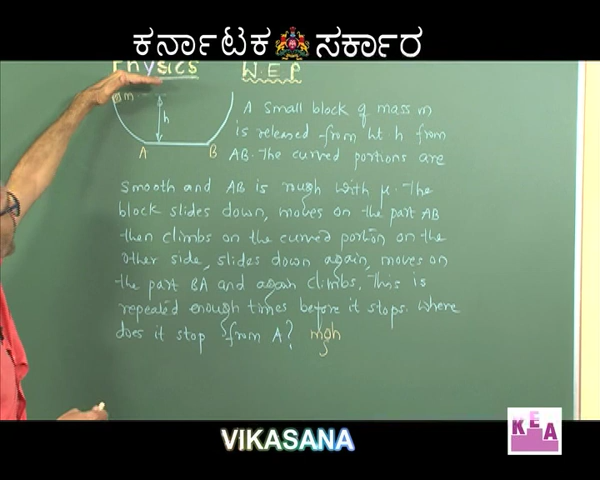 ಕರ್ನಾಟಕ ಸರ್ಕಾರ
Physics W.E.P
m
h
A B
A small block of mass m
is released from ht h from
AB. The curved portions are
smooth and AB is rough with μ. The
block slides down, moves on the part AB
then climbs on the curved portion on the
other side, slides down again, moves on
the part BA and again climbs. This is
repeated enough times before it stops. Where
does it stop from A? mgh
VIKASANA
KEA